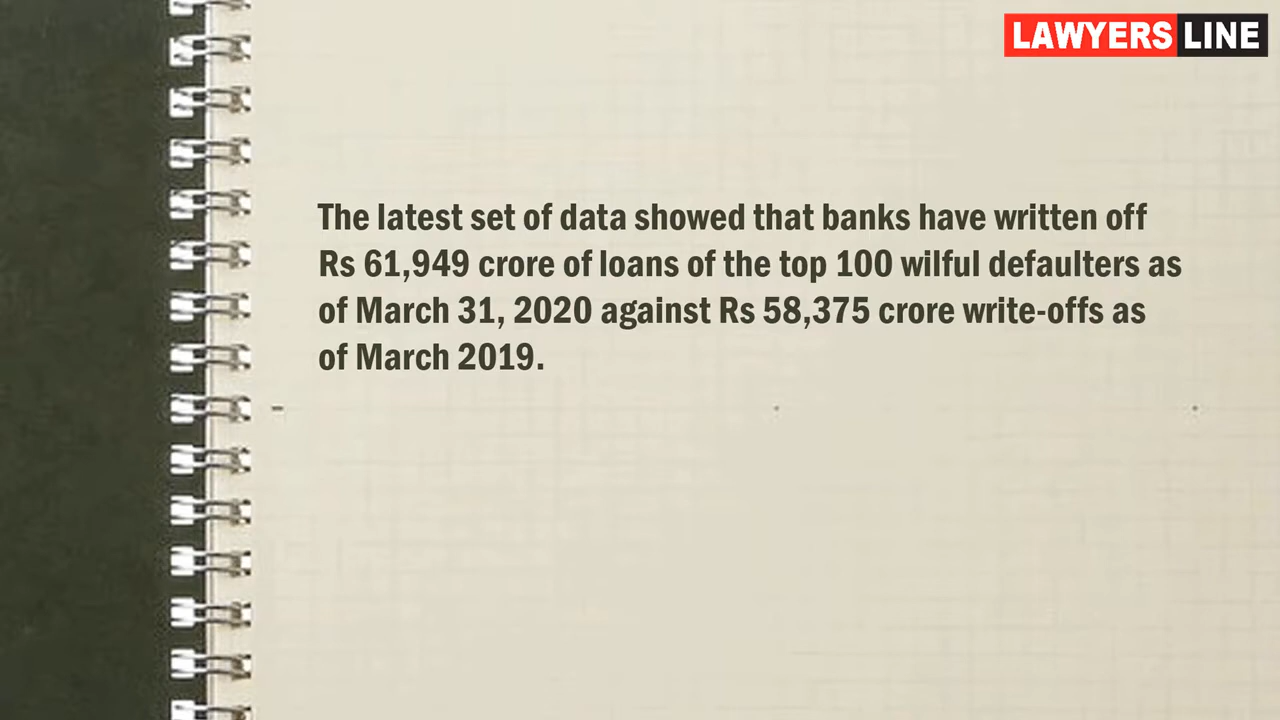 LAWYERS LINE
The latest set of data showed that banks have written off
Rs 61,949 crore of loans of the top 100 wilful defaulters as
of March 31, 2020 against Rs 58,375 crore write-offs as
of March 2019.